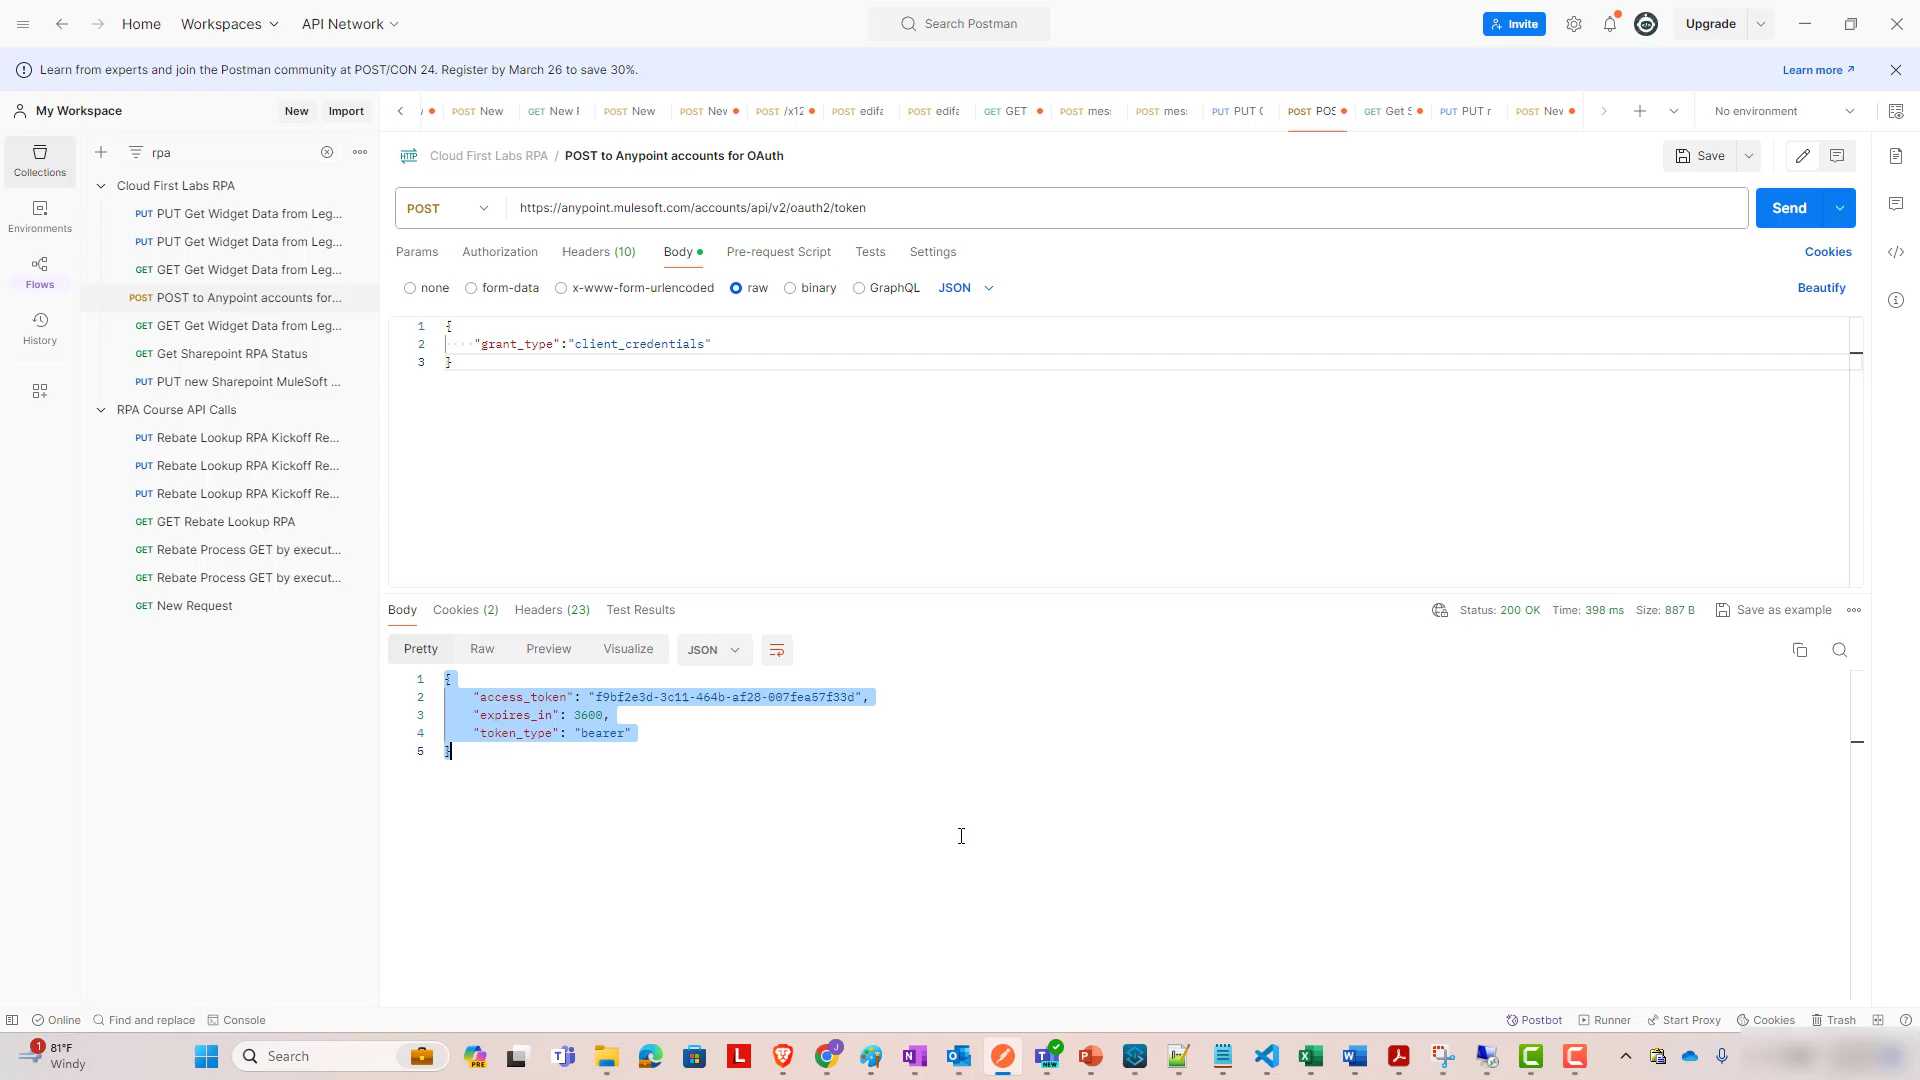 Home
Workspaces
API Network
Search Postman
Invite
Upgrade
Learn from experts and join the Postman community at POST/CON 24. Register by March 26 to save 30%.
Learn more
My Workspace
New
Import
POST New
GET New
POST New
POST Nev
POST /x12
POST edifa
POST edifa
GET GET
POST mes
POST mes
PUT PUT
POST POS
GET Get
PUT PUT
POST Nev
No environment
Collections
Environments
Flows
History
rpa
Cloud First Labs RPA
PUT PUT Get Widget Data from Leg...
PUT PUT Get Widget Data from Leg...
GET GET Get Widget Data from Leg...
POST POST to Anypoint accounts for...
GET GET Get Widget Data from Leg...
GET Get Sharepoint RPA Status
PUT PUT new Sharepoint MuleSoft ...
RPA Course API Calls
PUT Rebate Lookup RPA Kickoff Re...
PUT Rebate Lookup RPA Kickoff Re...
PUT Rebate Lookup RPA Kickoff Re...
GET GET Rebate Lookup RPA
GET Rebate Process GET by execut...
GET Rebate Process GET by execut...
GET New Request
HTTP Cloud First Labs RPA / POST to Anypoint accounts for OAuth
Save
POST https://anypoint.mulesoft.com/accounts/api/v2/oauth2/token
Send
Params Authorization Headers (10) Body Pre-request Script Tests Settings
Cookies
none form-data x-www-form-urlencoded raw binary GraphQL JSON
Beautify
1 {
2 "grant_type":"client_credentials"
3 }
Body Cookies (2) Headers (23) Test Results
Status: 200 OK Time: 398 ms Size: 887 B Save as example
Pretty Raw Preview Visualize JSON
1 {
2 "access_token": "f9bf2e3d-3c11-464b-af28-007fea57f33d",
3 "expires_in": 3600,
4 "token_type": "bearer"
5 }
Online Find and replace Console
Postbot Runner Start Proxy Cookies Trash
1
81°F
Windy
Search
PRE
NEW